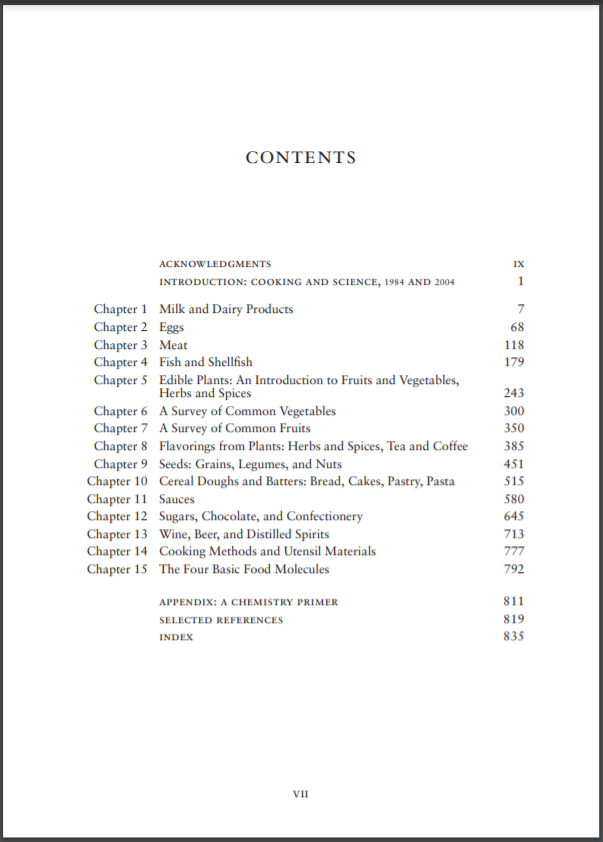 CONTENTS
ACKNOWLEDGMENTS IX
INTRODUCTION: COOKING AND SCIENCE, 1984 AND 2004 1
Chapter 1 Milk and Dairy Products 7
Chapter 2 Eggs 68
Chapter 3 Meat 118
Chapter 4 Fish and Shellfish 179
Chapter 5 Edible Plants: An Introduction to Fruits and Vegetables,
Herbs and Spices 243
Chapter 6 A Survey of Common Vegetables 300
Chapter 7 A Survey of Common Fruits 350
Chapter 8 Flavorings from Plants: Herbs and Spices, Tea and Coffee 385
Chapter 9 Seeds: Grains, Legumes, and Nuts 451
Chapter 10 Cereal Doughs and Batters: Bread, Cakes, Pastry, Pasta 515
Chapter 11 Sauces 580
Chapter 12 Sugars, Chocolate, and Confectionery 645
Chapter 13 Wine, Beer, and Distilled Spirits 713
Chapter 14 Cooking Methods and Utensil Materials 777
Chapter 15 The Four Basic Food Molecules 792
APPENDIX: A CHEMISTRY PRIMER 811
SELECTED REFERENCES 819
INDEX 835
VII